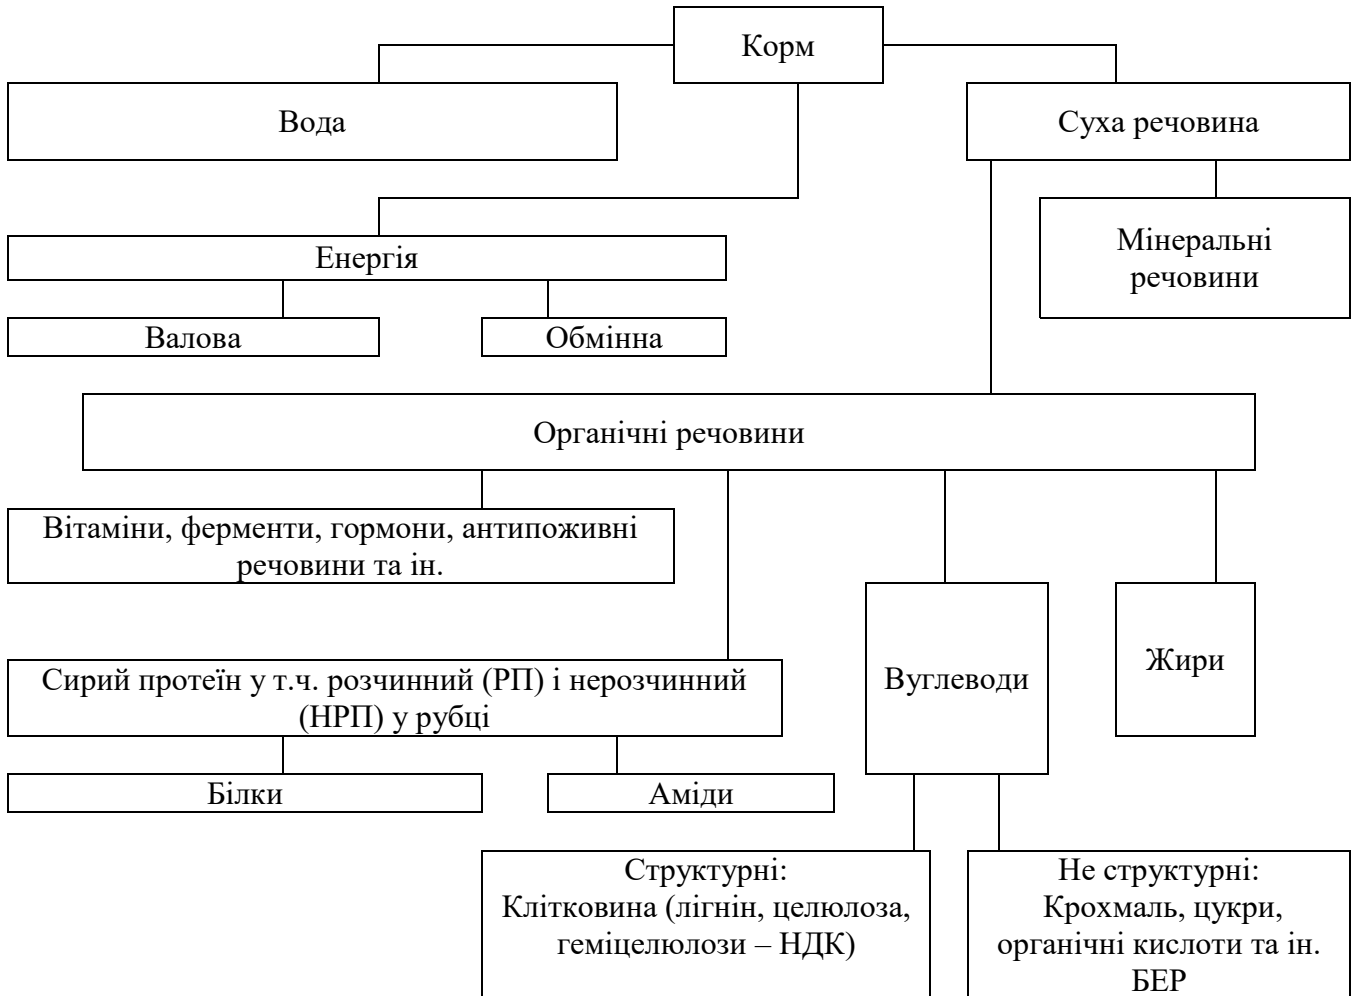 Корм
Вода
Суха речовина
Мінеральні
речовини
Енергія
Валова
Обмінна
Органічні речовини
Вітаміни, ферменти, гормони, антипоживні
речовини та ін.
Сирий протеїн у т.ч. розчинний (РП) і нерозчинний
(НРП) у рубці
Вуглеводи
Жири
Білки
Аміди
Структурні:
Клітковина (лігнін, целюлоза,
геміцелюлози – НДК)
Не структурні:
Крохмаль, цукри,
органічні кислоти та ін.
БЕР